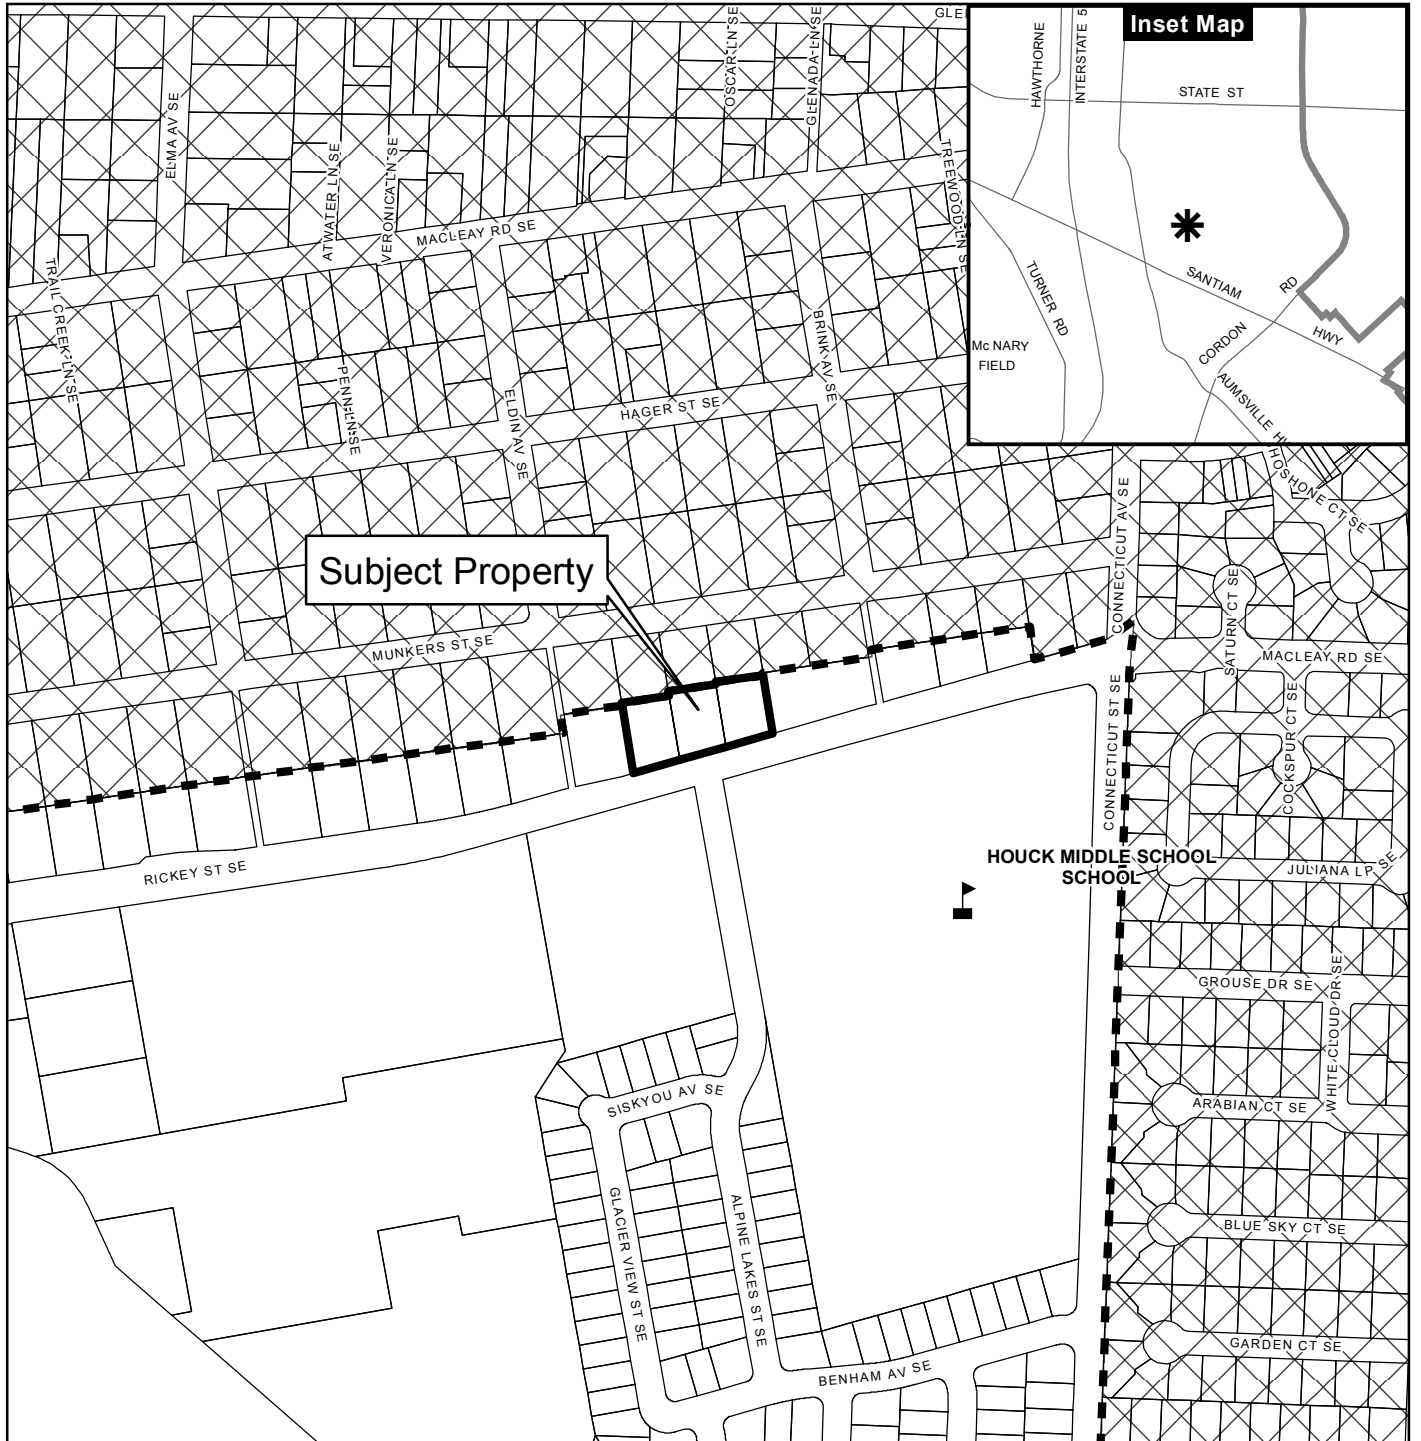 OSCAR LN SE
GLENADA LN SE
GLE
Inset Map
HAWTHORNE
INTERSTATE 5
STATE ST
TURNER RD
SANTIAM
HWY
CORDON
RD
Mc NARY
FIELD
AUMSVILLE H
ELMA AV SE
ATWATER LN SE
VERONICA LN SE
TREEWOOD LN SE
MACLEAY RD SE
TRAIL CREEK LN SE
PENN LN SE
ELDIN AV SE
BRINK AV SE
HAGER ST SE
HOSHONE CT SE
CONNECTICUT AV SE
Subject Property
SATURN CT SE
MUNKERS ST SE
MACLEAY RD SE
CONNECTICUT ST SE
COCKSPUR CT SE
RICKEY ST SE
HOUCK MIDDLE SCHOOL
SCHOOL
JULIANA LP SE
GROUSE DR SE
WHITE CLOUD DR SE
SISKYOU AV SE
ARABIAN CT SE
GLACIER VIEW ST SE
ALPINE LAKES ST SE
BLUE SKY CT SE
GARDEN CT SE
BENHAM AV SE